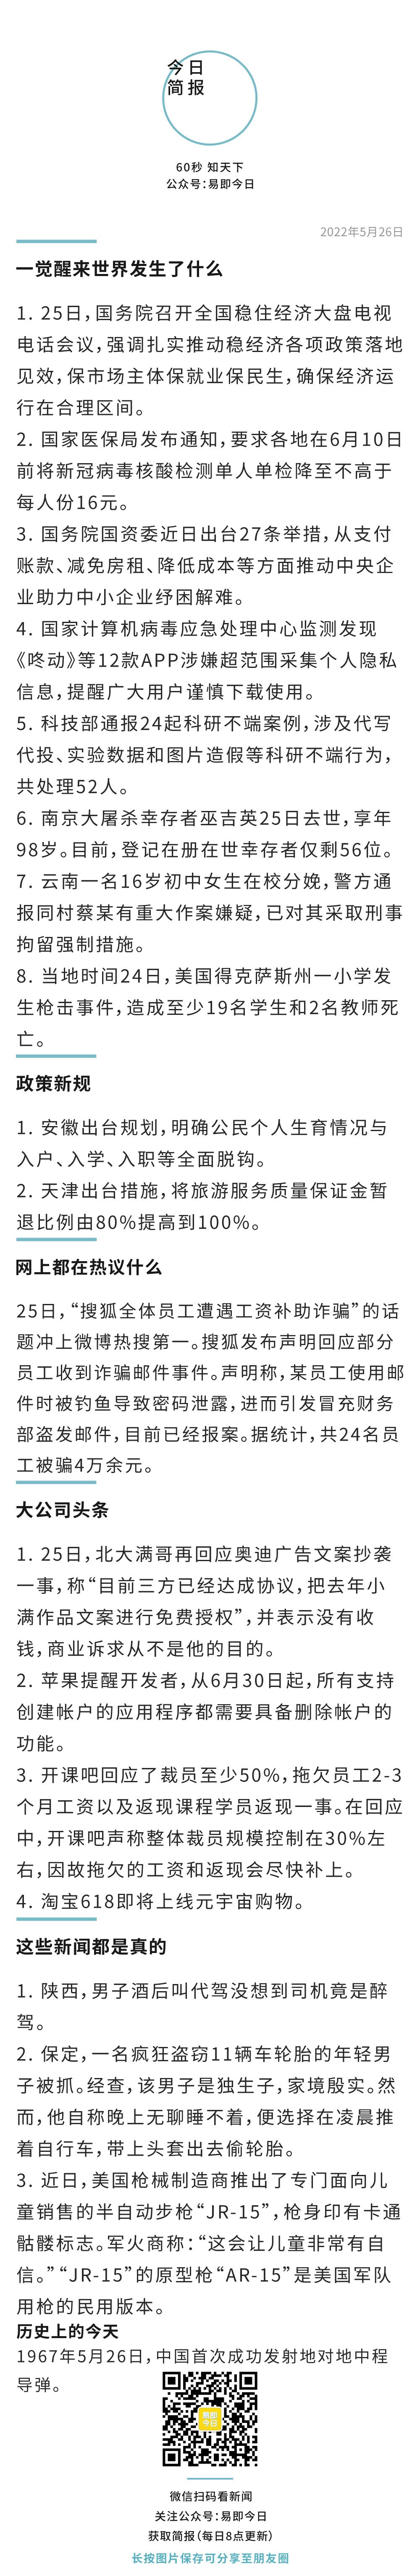 今日
简报
60秒 知天下
公众号:易即今日
2022年5月26日
一觉醒来世界发生了什么
1. 25日,国务院召开全国稳住经济大盘电视
电话会议,强调扎实推动稳经济各项政策落地
见效,保市场主体保就业保民生,确保经济运
行在合理区间。
2. 国家医保局发布通知,要求各地在6月10日
前将新冠病毒核酸检测单人单检降至不高于
每人份16元。
3. 国务院国资委近日出台27条举措,从支付
账款、减免房租、降低成本等方面推动中央企
业助力中小企业纾困解难。
4. 国家计算机病毒应急处理中心监测发现
《咚动》等12款APP涉嫌超范围采集个人隐私
信息,提醒广大用户谨慎下载使用。
5. 科技部通报24起科研不端案例,涉及代写
代投、实验数据和图片造假等科研不端行为,
共处理52人。
6. 南京大屠杀幸存者巫吉英25日去世,享年
98岁。目前,登记在册在世幸存者仅剩56位。
7. 云南一名16岁初中女生在校分娩,警方通
报同村蔡某有重大作案嫌疑,已对其采取刑事
拘留强制措施。
8. 当地时间24日,美国得克萨斯州一小学发
生枪击事件,造成至少19名学生和2名教师死
亡。
政策新规
1. 安徽出台规划,明确公民个人生育情况与
入户、入学、入职等全面脱钩。
2. 天津出台措施,将旅游服务质量保证金暂
退比例由80%提高到100%。
网上都在热议什么
25日,“搜狐全体员工遭遇工资补助诈骗”的话
题冲上微博热搜第一。搜狐发布声明回应部分
员工收到诈骗邮件事件。声明称,某员工使用邮
件时被钓鱼导致密码泄露,进而引发冒充财务
部盗发邮件,目前已经报案。据统计,共24名员
工被骗4万余元。
大公司头条
1. 25日,北大满哥再回应奥迪广告文案抄袭
一事,称“目前三方已经达成协议,把去年小
满作品文案进行免费授权”,并表示没有收
钱,商业诉求从不是他的目的。
2. 苹果提醒开发者,从6月30日起,所有支持
创建帐户的应用程序都需要具备删除帐户的
功能。
3. 开课吧回应了裁员至少50%,拖欠员工2-3
个月工资以及返现课程学员返现一事。在回应
中,开课吧声称整体裁员规模控制在30%左
右,因故拖欠的工资和返现会尽快补上。
4. 淘宝618即将上线元宇宙购物。
这些新闻都是真的
1. 陕西,男子酒后叫代驾没想到司机竟是醉
驾。
2. 保定,一名疯狂盗窃11辆车轮胎的年轻男
子被抓。经查,该男子是独生子,家境殷实。然
而,他自称晚上无聊睡不着,便选择在凌晨推
着自行车,带上头套出去偷轮胎。
3. 近日,美国枪械制造商推出了专门面向儿
童销售的半自动步枪“JR-15”,枪身印有卡通
骷髅标志。军火商称:“这会让儿童非常有自
信。”“JR-15”的原型枪“AR-15”是美国军队
用枪的民用版本。
历史上的今天
1967年5月26日,中国首次成功发射地对地中程
导弹。
易即
今日
微信扫码看新闻
关注公众号:易即今日
获取简报(每日8点更新)
长按图片保存可分享至朋友圈